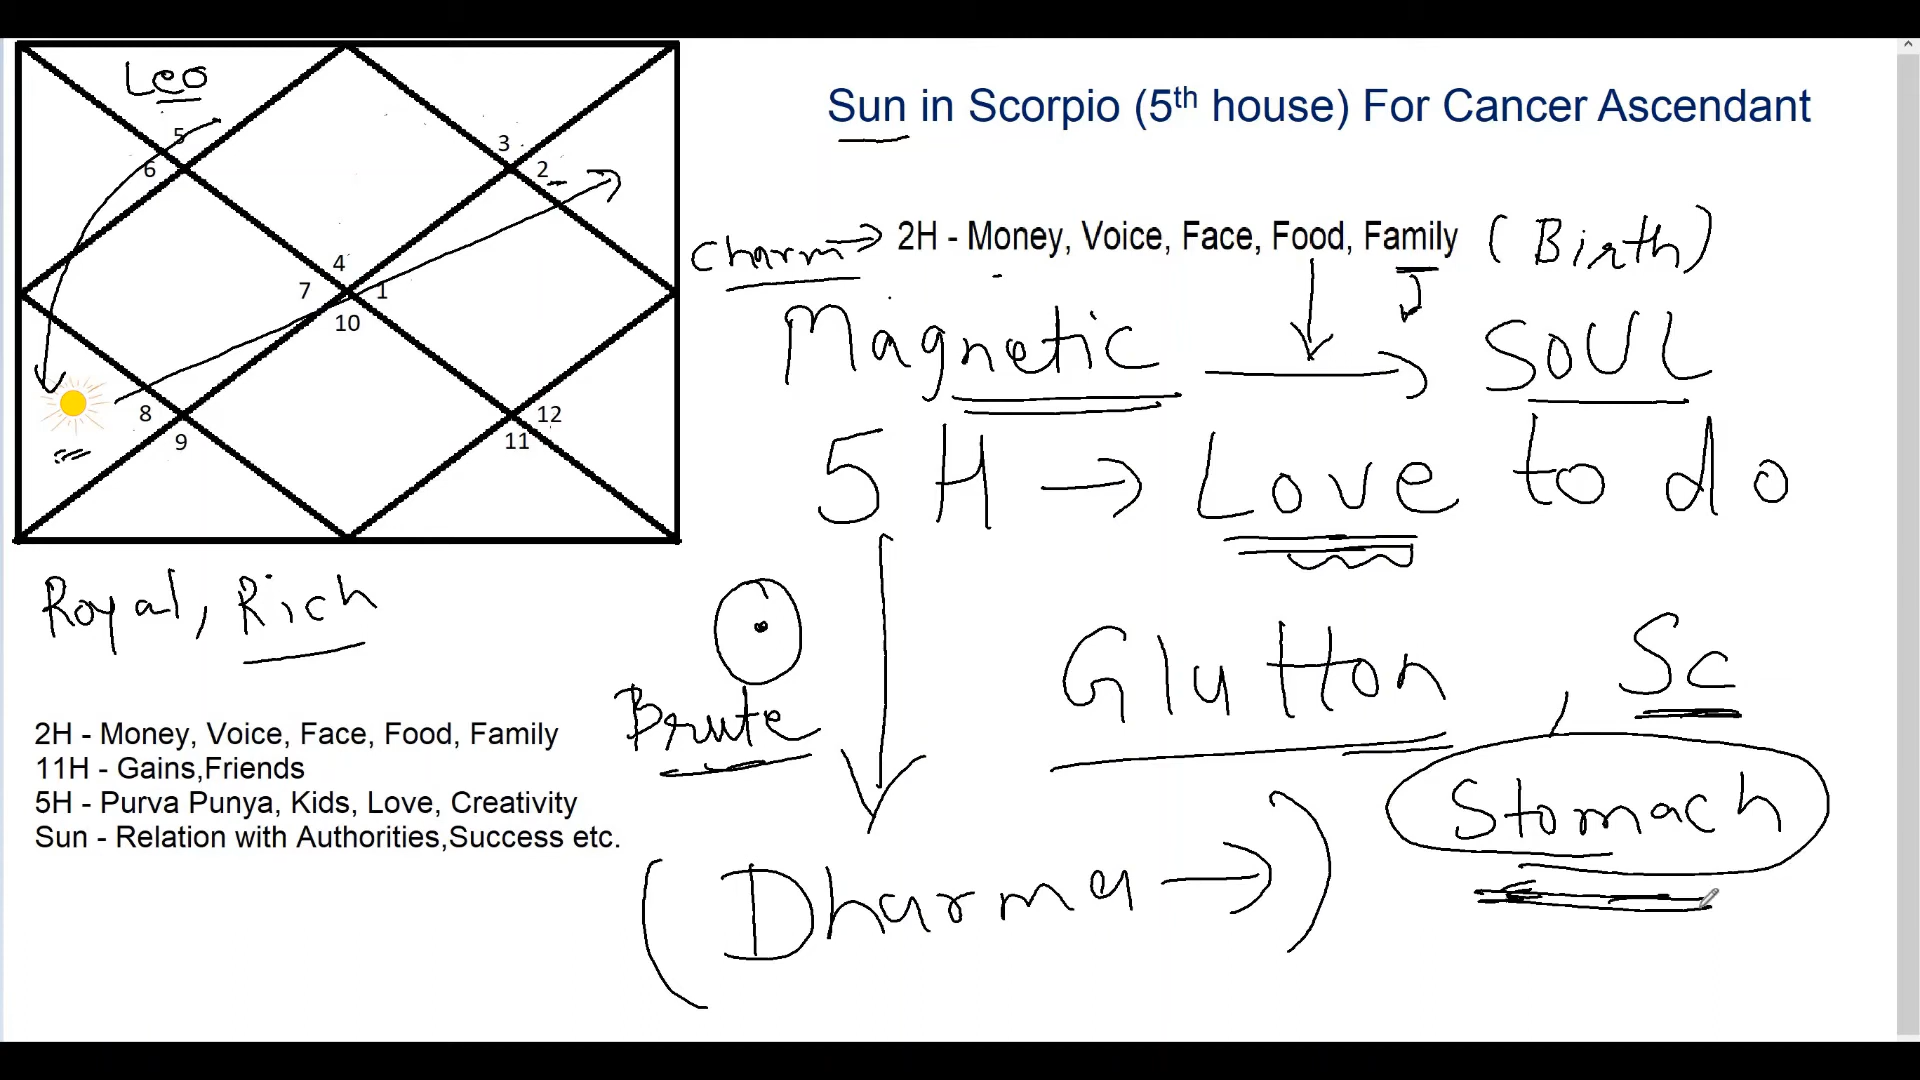 Leo
5
6
3
2
4
7
1
10
8
9
12
11
Sun in Scorpio (5th house) For Cancer Ascendant
Charm → 2H - Money, Voice, Face, Food, Family (Birth)
Magnetic → SOUL
5 H → Love to do
Royal, Rich
Brute
Glutton, Sc
Stomach
(Dharma →)
2H - Money, Voice, Face, Food, Family
11H - Gains,Friends
5H - Purva Punya, Kids, Love, Creativity
Sun - Relation with Authorities,Success etc.